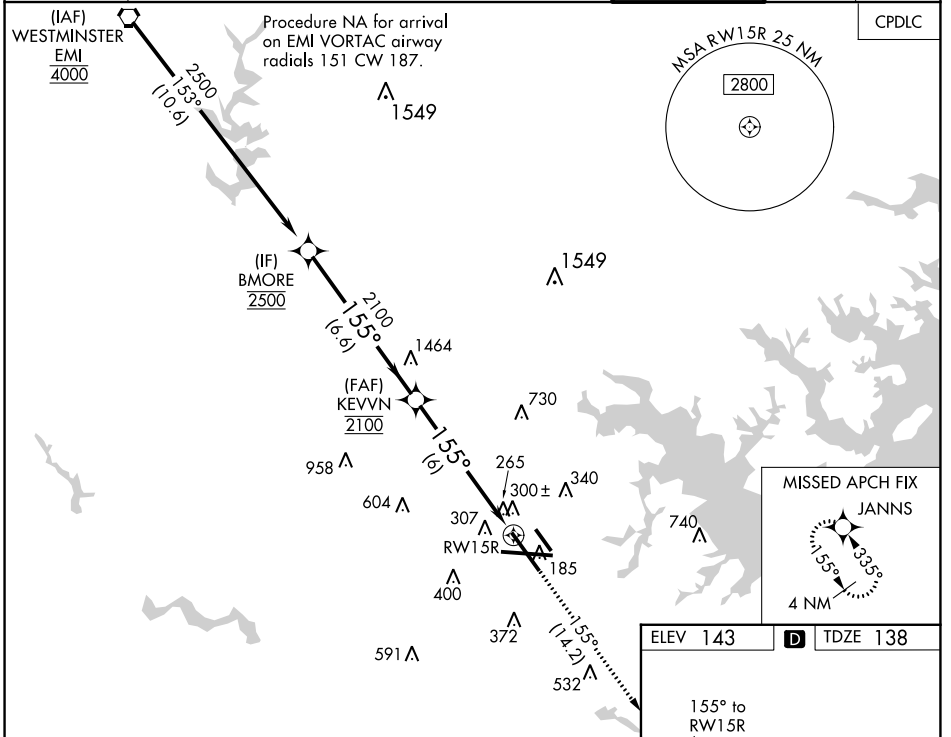 (IAF)
WESTMINSTER
EMI
4000
Procedure NA for arrival
on EMI VORTAC airway
radials 151 CW 187.
CPDLC
MSA RW15R 25 NM
2800
1549
2500
153°
(10.6)
(IF)
BMORE
2500
1549
2100
155°
(6.6)
1464
(FAF)
KEVVN
2100
730
155°
(6)
958
265
300±
340
604
307
RW15R
740
185
400
372
591
155°
(14.2)
532
MISSED APCH FIX
JANNS
155°
335°
4 NM
ELEV 143
D
TDZE 138
155° to
RW15R